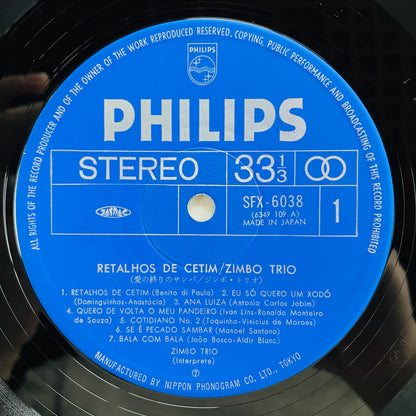 ALL RIGHTS OF THE RECORD PRODUCER AND OF THE OWNER OF THE WORK REPRODUCED RESERVED. COPYING, PUBLIC PERFORMANCE AND BROADCASTING OF THIS RECORD PROHIBITED
PHILIPS
PHILIPS
STEREO 33 1/3
JASRAC
SFX-6038
(6349 109 A)
MADE IN JAPAN
1
RETALHOS DE CETIM/ZIMBO TRIO
(愛の終りのサンバ/ジンボ・トリオ)
1. RETALHOS DE CETIM (Benito di Paula) 2. EU SÓ QUERO UM XODÓ
(Dominguinhos-Anastácia) 3. ANA LUIZA (Antonio Carlos Jobim)
4. QUERO DE VOLTA O MEU PANDEIRO (Ivan Lins-Ronaldo Monteiro
de Souza) 5. COTIDIANO No. 2 (Toquinho-Vinicius de Moraes)
6. SE É PECADO SAMBAR (Manoel Santana)
7. BALA COM BALA (João Bosco-Aldir Blanc)
ZIMBO TRIO
(Interprete)
MANUFACTURED BY NIPPON PHONOGRAM CO. LTD., TOKYO